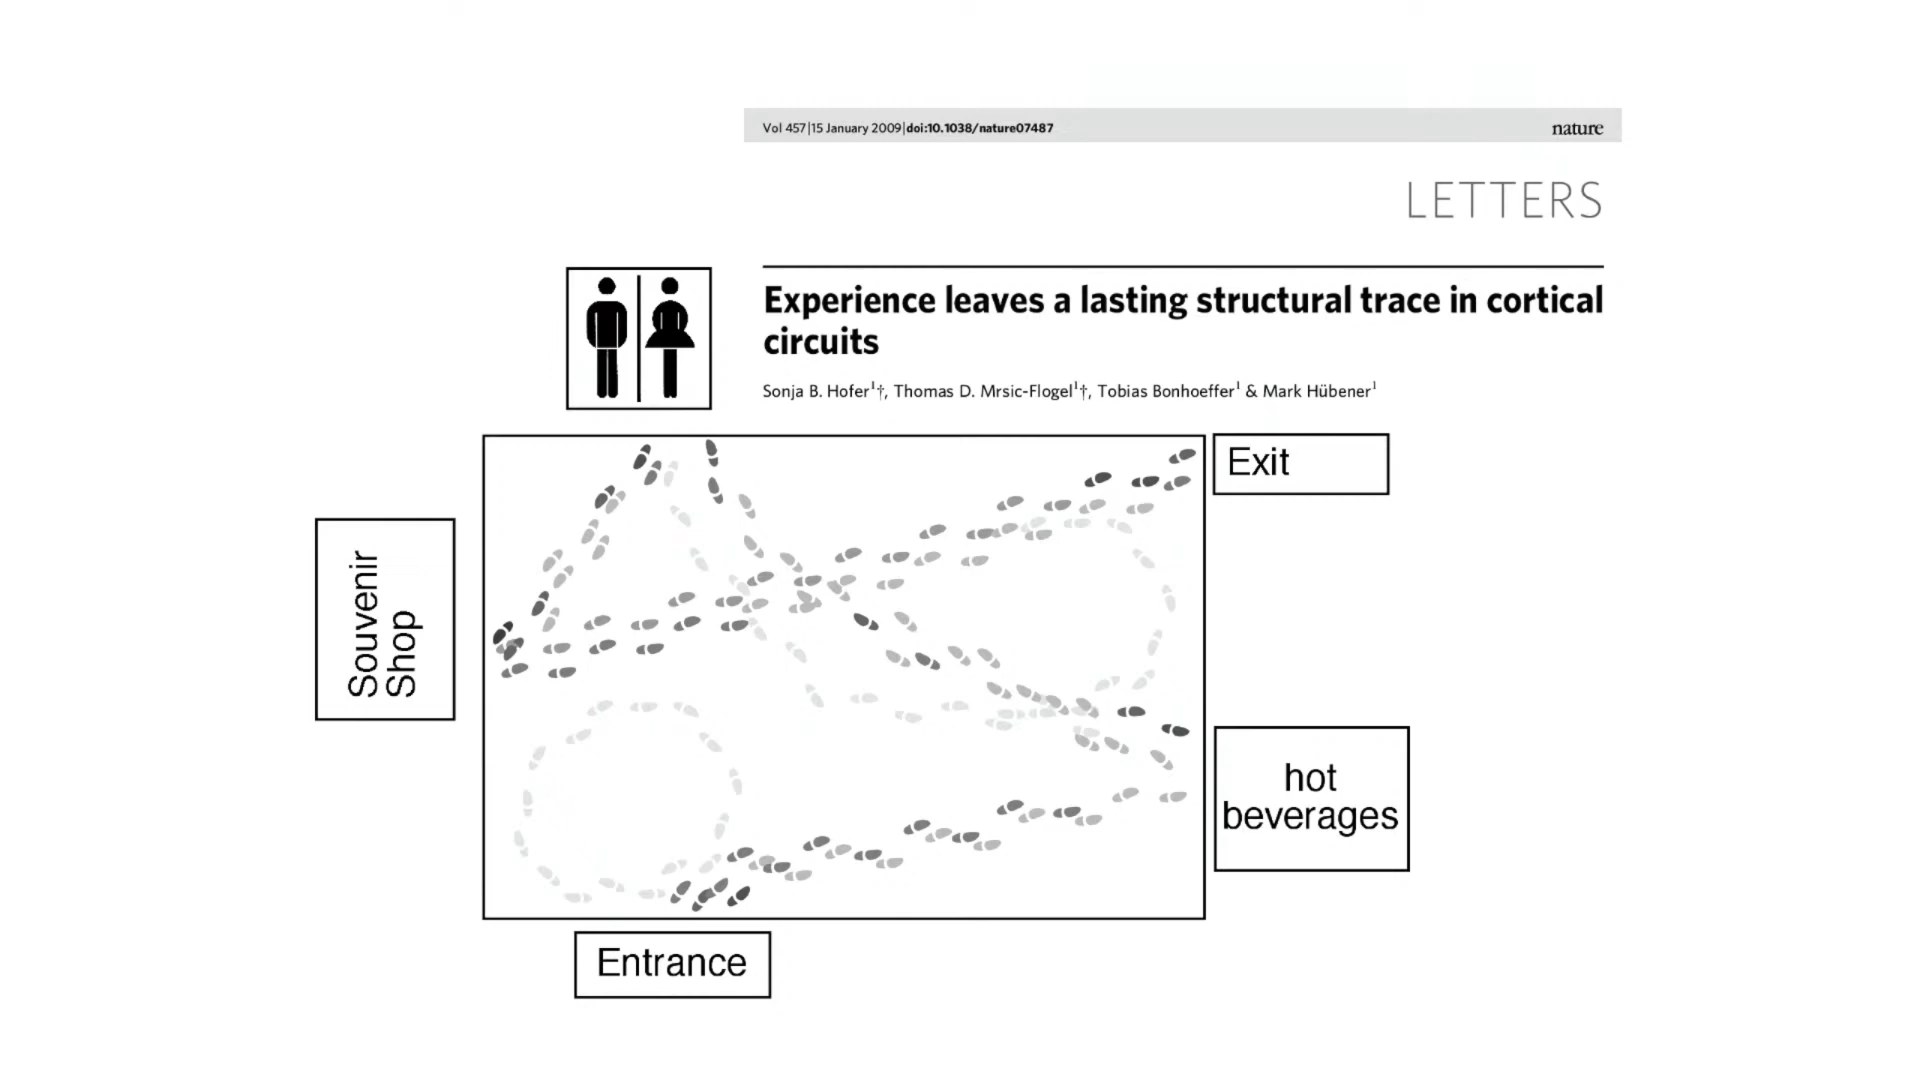 Vol 457|15 January 2009|doi:10.1038/nature07487
nature
LETTERS
Experience leaves a lasting structural trace in cortical
circuits
Sonja B. Hofer¹†, Thomas D. Mrsic-Flogel¹†, Tobias Bonhoeffer¹ & Mark Hübener¹
Exit
Souvenir
Shop
hot
beverages
Entrance